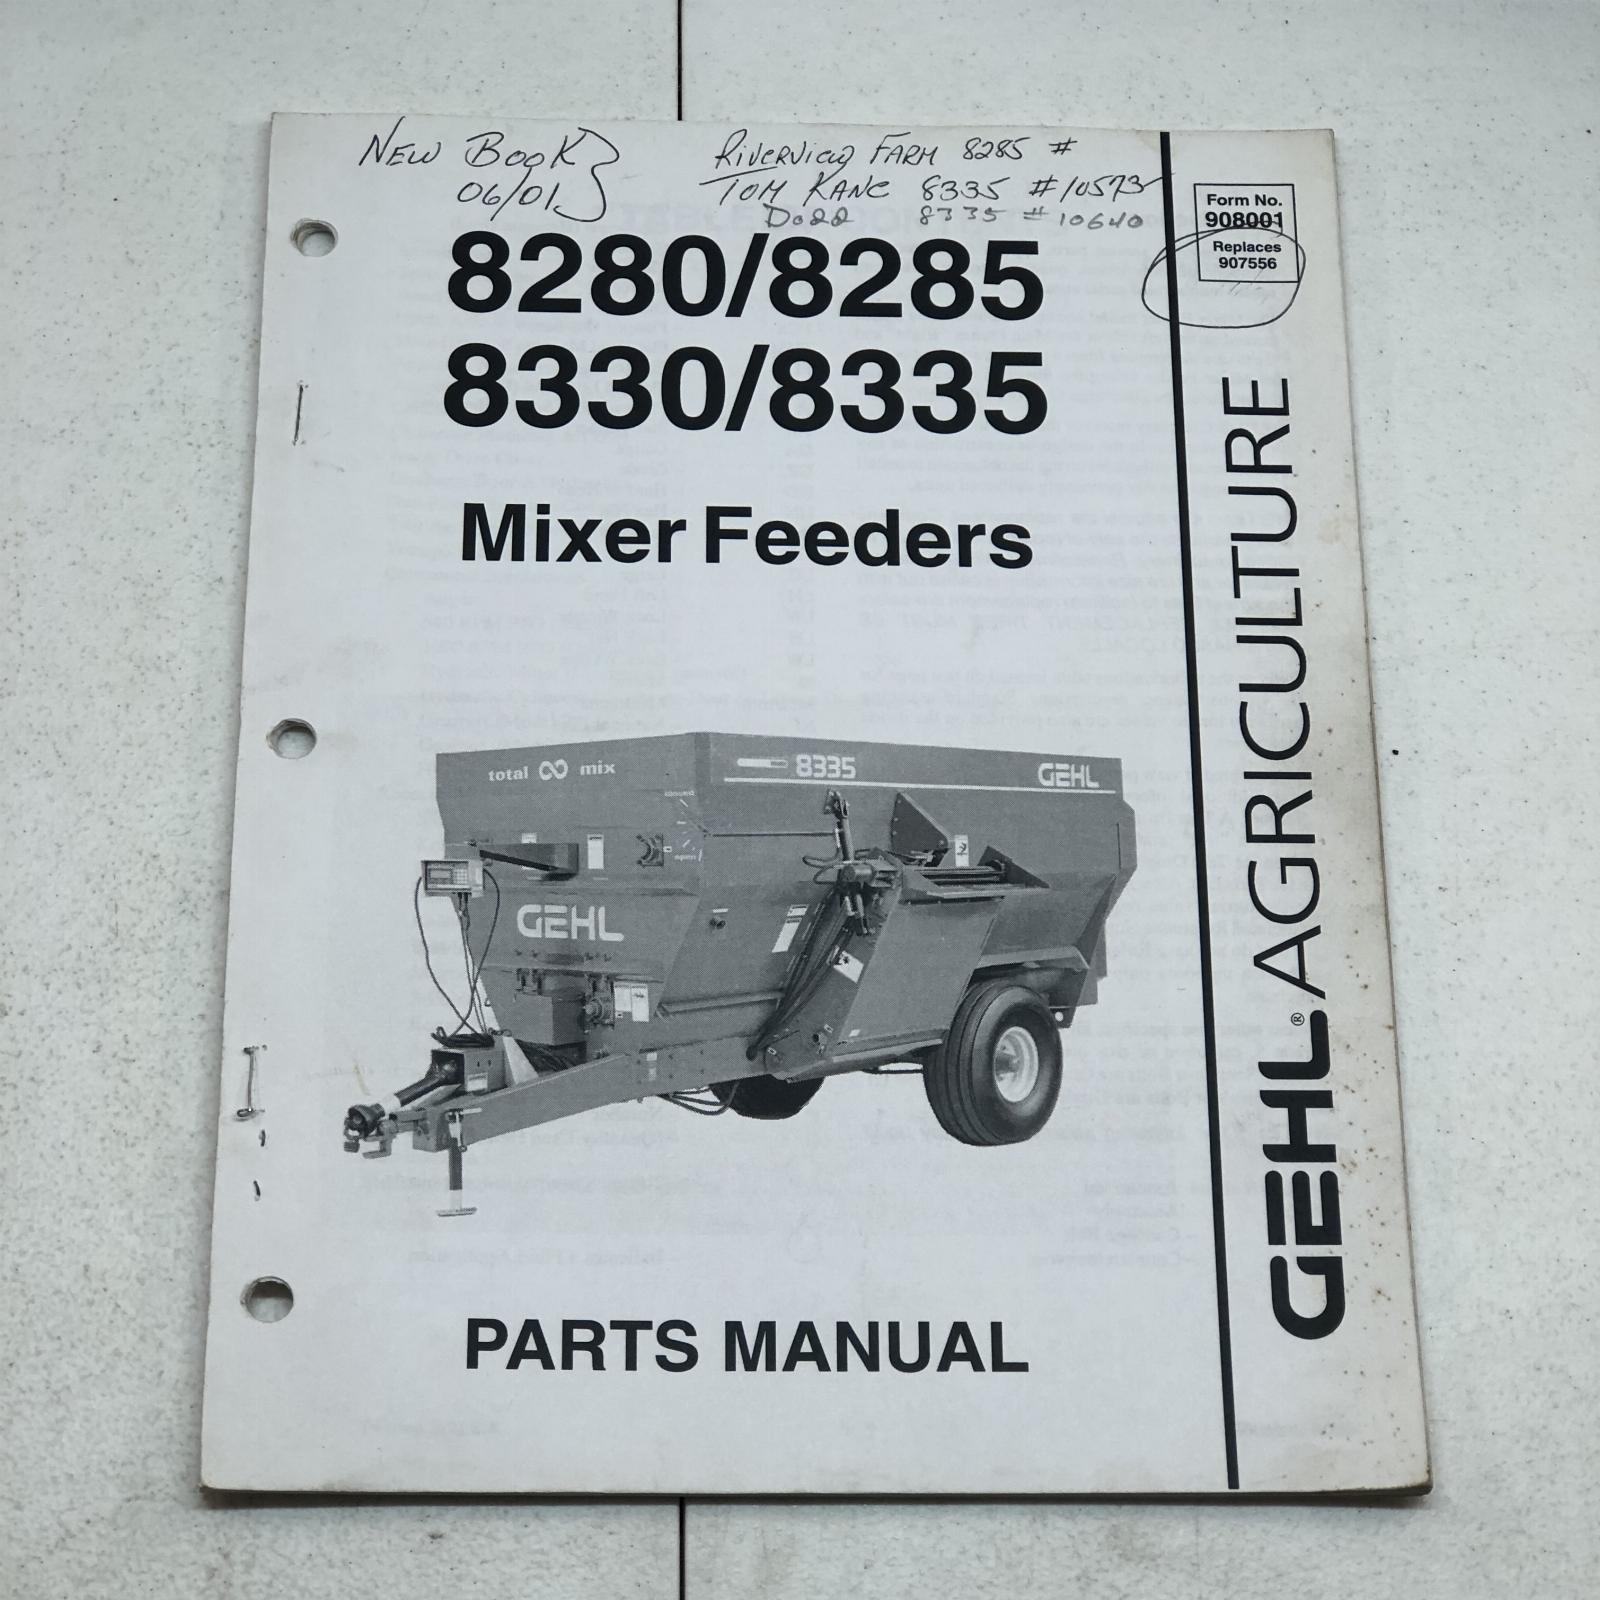 NEW BOOK
06/01
RIVERVIEW FARM 8285 #
TOM KANE 8335 #10573
DODD 8335 #10640
Form No.
908001
Replaces
907556
8280/8285
8330/8335
Mixer Feeders
total mix
8335
GEHL
GEHL
PARTS MANUAL
GEHL® AGRICULTURE